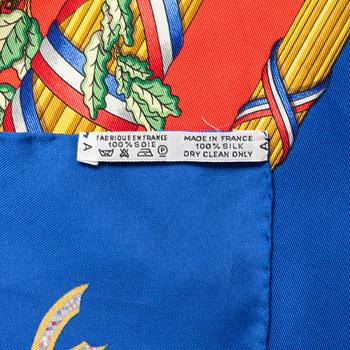 FABRIQUE EN FRANCE
100% SOIE
MADE IN FRANCE
100% SILK
DRY CLEAN ONLY